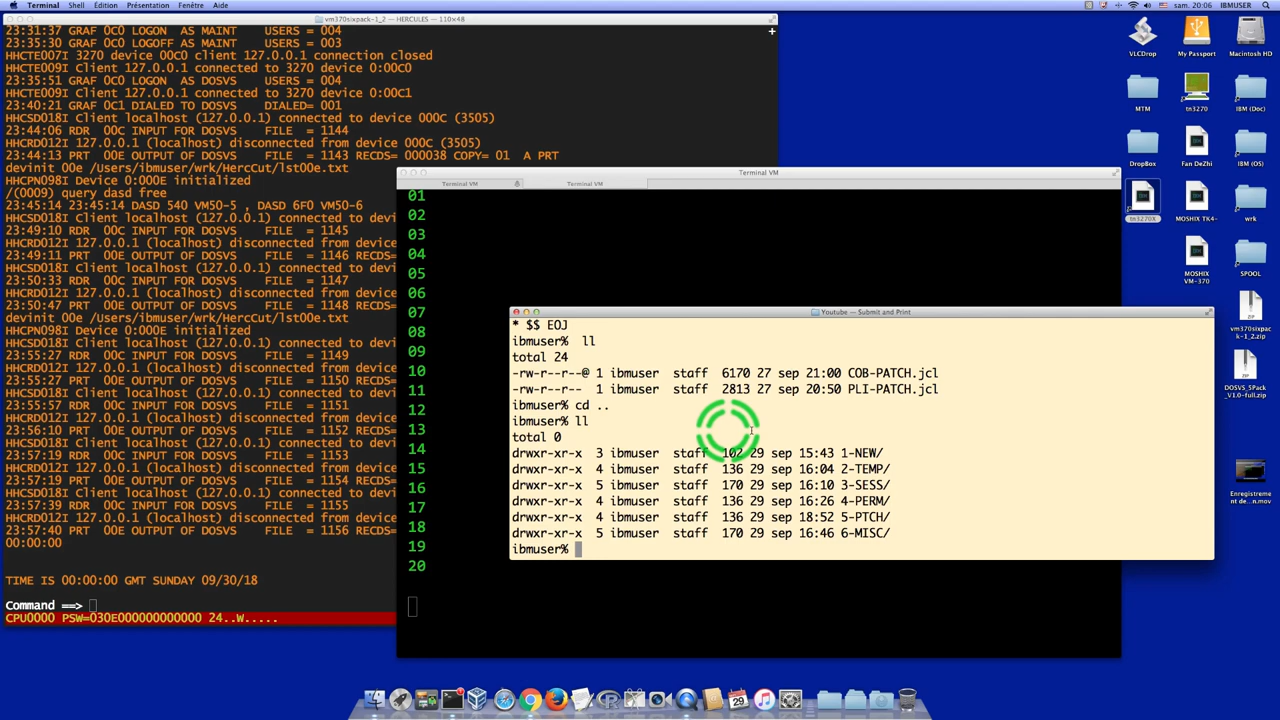 Terminal Shell Édition Présentation Fenêtre Aide sam. 20:06 IBMUSER
vm370sixpack-1_2 — HERCULES — 110×48
23:31:37 GRAF 0C0 LOGON AS MAINT USERS = 004
23:35:30 GRAF 0C0 LOGOFF AS MAINT USERS = 003
HHCTE007I 3270 device 00C0 client 127.0.0.1 connection closed
HHCTE009I Client 127.0.0.1 connected to 3270 device 0:00C0
23:35:51 GRAF 0C0 LOGON AS DOSVS USERS = 004
HHCTE009I Client 127.0.0.1 connected to 3270 device 0:00C1
23:40:21 GRAF 0C1 DIALED TO DOSVS DIALED= 001
HHCSD018I Client localhost (127.0.0.1) connected to device 000C (3505)
23:44:06 RDR 00C INPUT FOR DOSVS FILE = 1144
HHCRD012I 127.0.0.1 (localhost) disconnected from device 000C (3505)
23:44:13 PRT 00E OUTPUT OF DOSVS FILE = 1143 RECDS= 000038 COPY= 01 A PRT
devinit 00e /Users/ibmuser/wrk/HercCut/lst00e.txt
HHCPN098I Device 0:000E initialized
/(0009) query dasd free
23:45:14 23:45:14 DASD 540 VM50-5 , DASD 6F0 VM50-6
HHCSD018I Client localhost (127.0.0.1) connected to devic
23:49:10 RDR 00C INPUT FOR DOSVS FILE = 1145
HHCRD012I 127.0.0.1 (localhost) disconnected from device
23:49:11 PRT 00E OUTPUT OF DOSVS FILE = 1146 RECDS=
HHCSD018I Client localhost (127.0.0.1) connected to devic
23:50:33 RDR 00C INPUT FOR DOSVS FILE = 1147
HHCRD012I 127.0.0.1 (localhost) disconnected from device
23:50:47 PRT 00E OUTPUT OF DOSVS FILE = 1148 RECDS=
devinit 00e /Users/ibmuser/wrk/HercCut/lst00e.txt
HHCPN098I Device 0:000E initialized
HHCSD018I Client localhost (127.0.0.1) connected to devic
23:55:27 RDR 00C INPUT FOR DOSVS FILE = 1149
HHCRD012I 127.0.0.1 (localhost) disconnected from device
23:55:27 PRT 00E OUTPUT OF DOSVS FILE = 1150 RECDS=
HHCSD018I Client localhost (127.0.0.1) connected to devic
23:55:57 RDR 00C INPUT FOR DOSVS FILE = 1151
HHCRD012I 127.0.0.1 (localhost) disconnected from device
23:55:57 PRT 00E OUTPUT OF DOSVS FILE = 1152 RECDS=
HHCSD018I Client localhost (127.0.0.1) connected to devic
23:57:19 RDR 00C INPUT FOR DOSVS FILE = 1153
HHCRD012I 127.0.0.1 (localhost) disconnected from device
23:57:19 PRT 00E OUTPUT OF DOSVS FILE = 1154 RECDS=
HHCSD018I Client localhost (127.0.0.1) connected to devic
23:57:39 RDR 00C INPUT FOR DOSVS FILE = 1155
HHCRD012I 127.0.0.1 (localhost) disconnected from device
23:57:40 PRT 00E OUTPUT OF DOSVS FILE = 1156 RECDS=
00:00:00
TIME IS 00:00:00 GMT SUNDAY 09/30/18
Command ==>
CPU0000 PSW=030E000000000000 24..W.....
Terminal VM
Terminal VM Terminal VM
01
02
03
04
05
06
07
08
09
10
11
12
13
14
15
16
17
18
19
20
Youtube — Submit and Print
* $$ EOJ
ibmuser% ll
total 24
-rw-r--r--@ 1 ibmuser staff 6170 27 sep 21:00 COB-PATCH.jcl
-rw-r--r-- 1 ibmuser staff 2813 27 sep 20:50 PLI-PATCH.jcl
ibmuser% cd ..
ibmuser% ll
total 0
drwxr-xr-x 3 ibmuser staff 102 29 sep 15:43 1-NEW/
drwxr-xr-x 4 ibmuser staff 136 29 sep 16:04 2-TEMP/
drwxr-xr-x 5 ibmuser staff 170 29 sep 16:10 3-SESS/
drwxr-xr-x 4 ibmuser staff 136 29 sep 16:26 4-PERM/
drwxr-xr-x 4 ibmuser staff 136 29 sep 18:52 5-PTCH/
drwxr-xr-x 5 ibmuser staff 170 29 sep 16:46 6-MISC/
ibmuser%
VLCDrop My Passport Macintosh HD
MTM tn3270 IBM (Doc)
DropBox Fan DeZhi IBM (OS)
tn3270X MOSHIX TK4- wrk
MOSHIX VM-370 SPOOL
vm370sixpack-1_2.zip
DOSVS_5Pack_V1.0-full.zip
Enregistrement de...n.mov
29